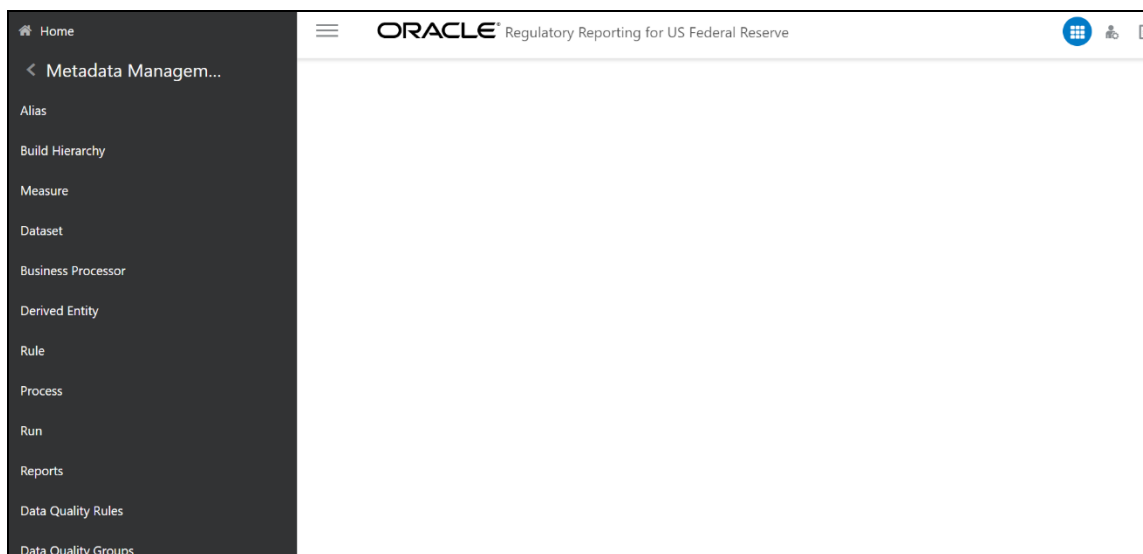 Home
ORACLE® Regulatory Reporting for US Federal Reserve
Metadata Managem...
Alias
Build Hierarchy
Measure
Dataset
Business Processor
Derived Entity
Rule
Process
Run
Reports
Data Quality Rules
Data Quality Groups